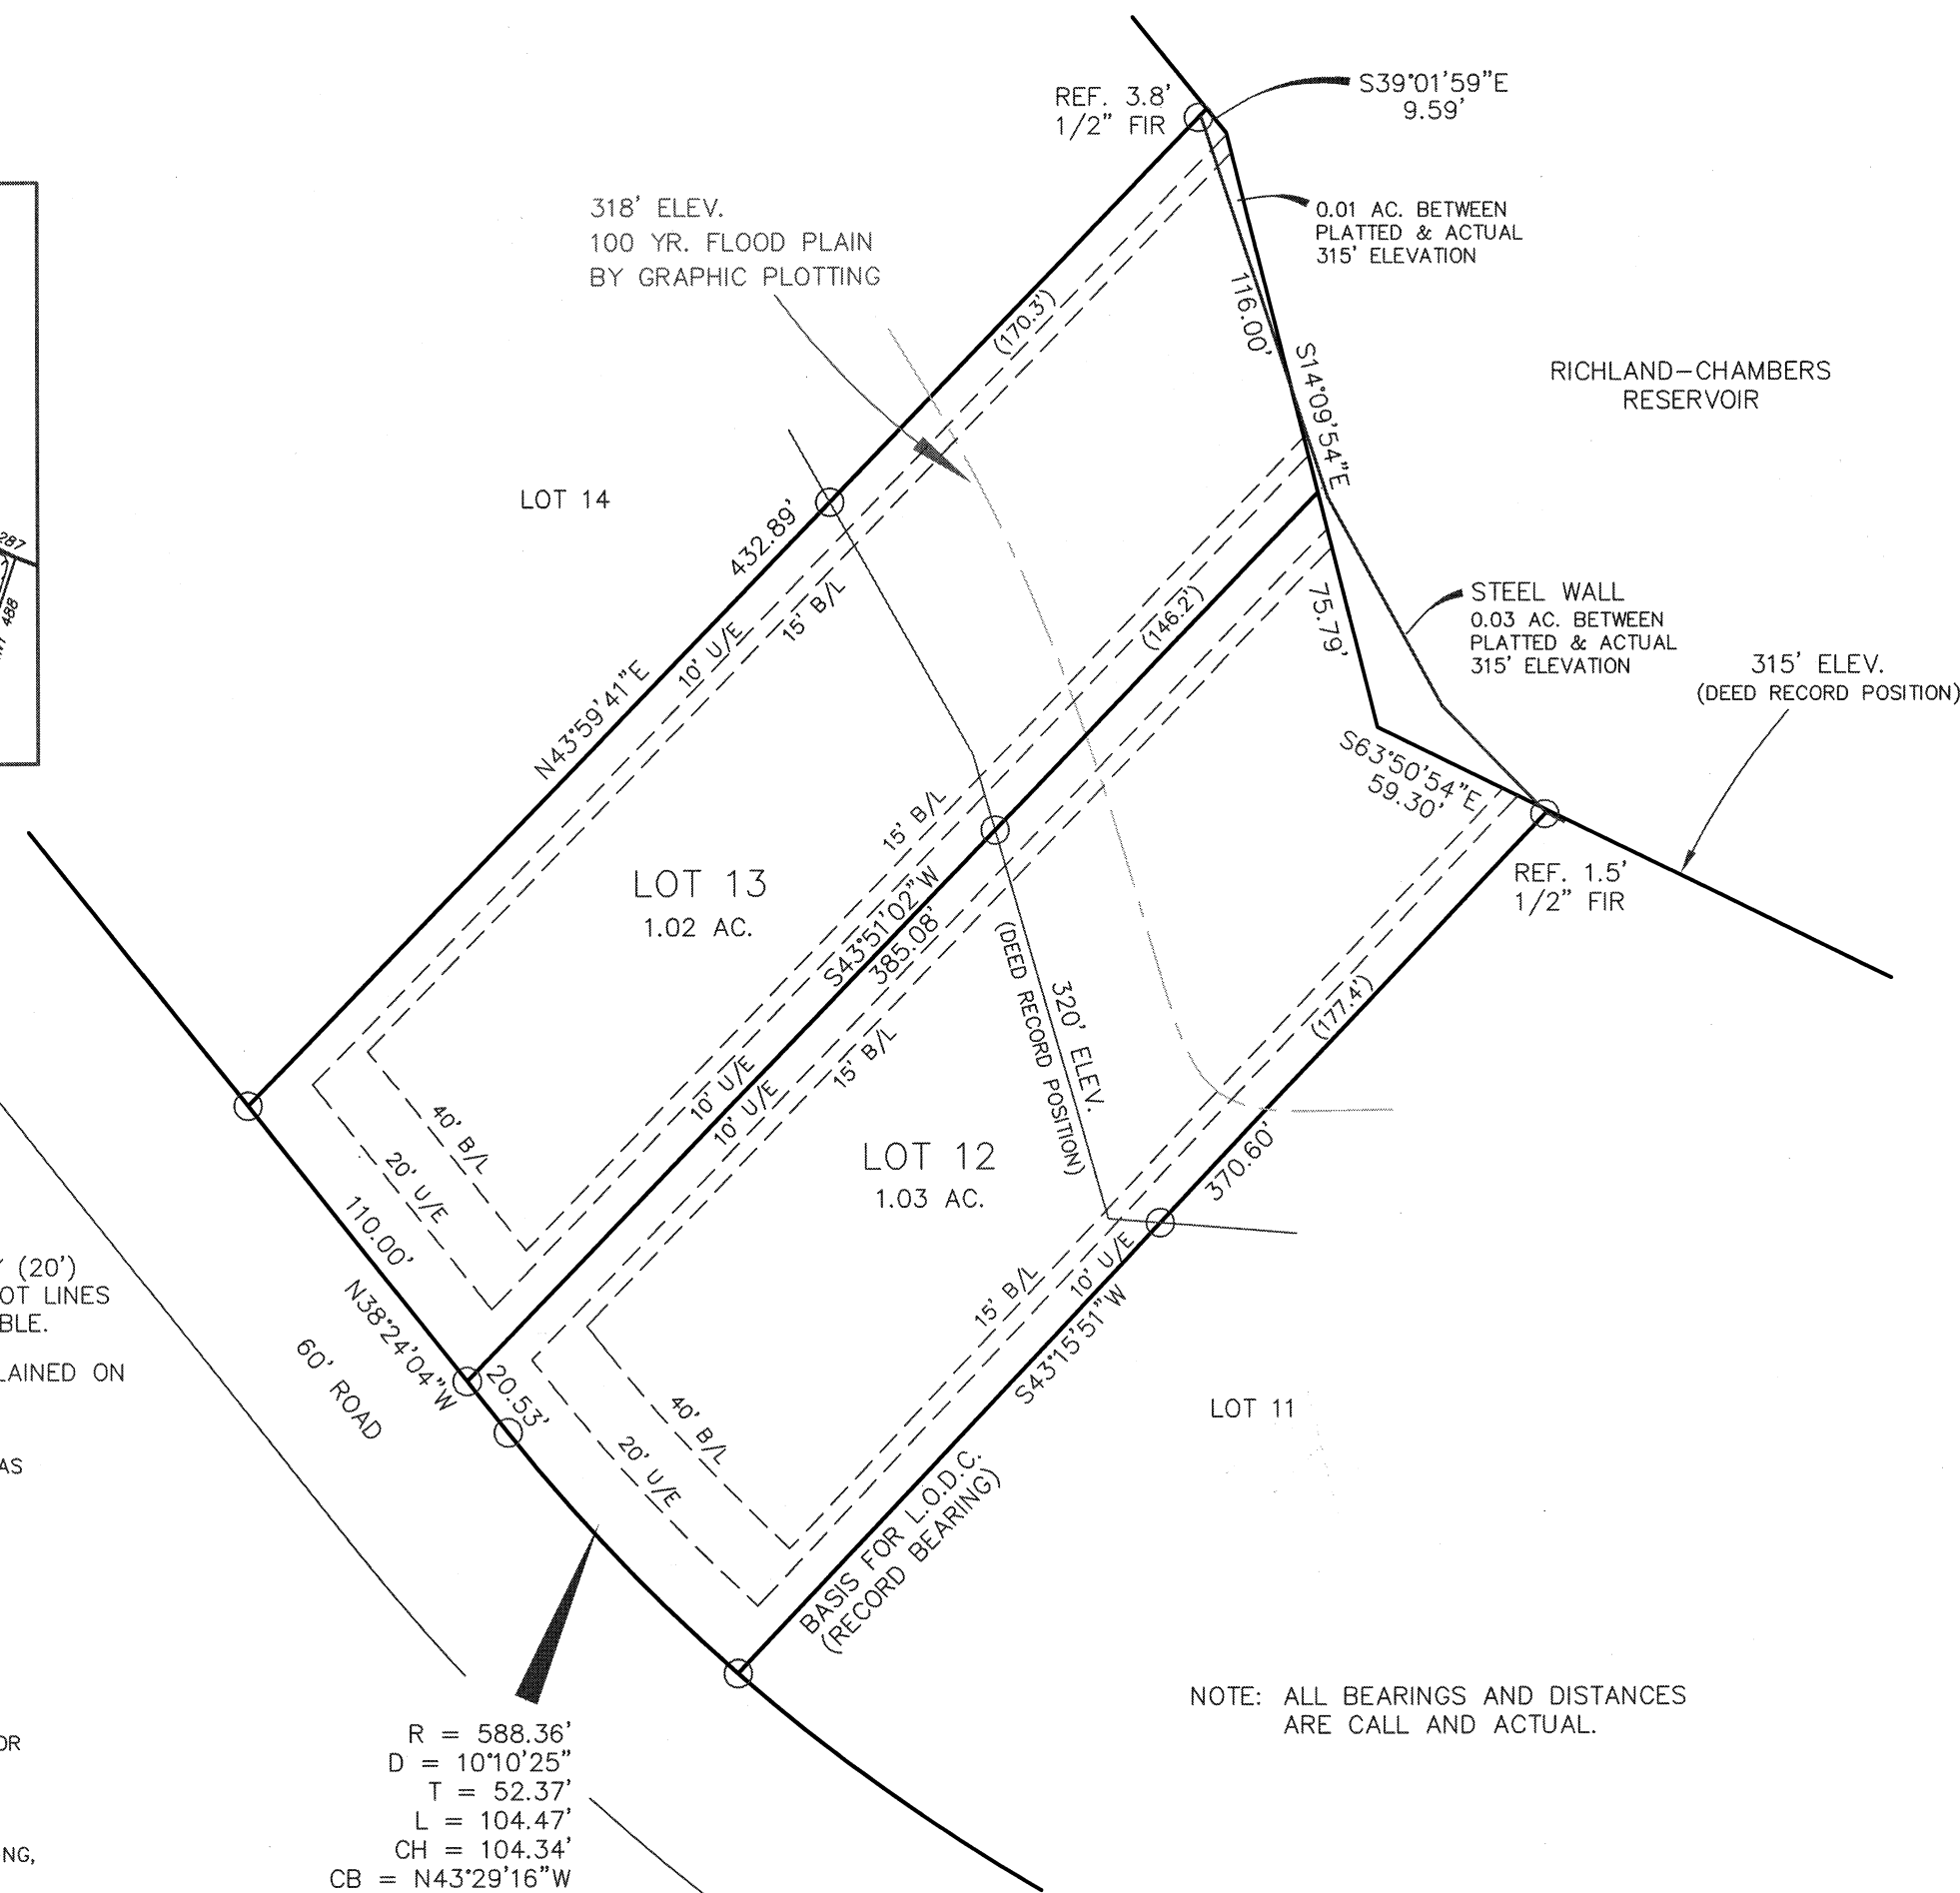 S39°01'59"E
9.59'
REF. 3.8'
1/2" FIR
318' ELEV.
100 YR. FLOOD PLAIN
BY GRAPHIC PLOTTING
0.01 AC. BETWEEN
PLATTED & ACTUAL
315' ELEVATION
116.00'
(170.3')
S14°09'54"E
RICHLAND-CHAMBERS
RESERVOIR
LOT 14
432.89'
N43°59'41"E
10' U/E
15' B/L
(146.2')
75.79'
STEEL WALL
0.03 AC. BETWEEN
PLATTED & ACTUAL
315' ELEVATION
315' ELEV.
(DEED RECORD POSITION)
S63°50'54"E
59.30'
REF. 1.5'
1/2" FIR
287
488
LOT 13
1.02 AC.
15' B/L
S43°51'02"W
385.08'
10' U/E
10' U/E
15' B/L
320' ELEV.
(DEED RECORD POSITION)
(177.4')
370.60'
LOT 12
1.03 AC.
40' B/L
20' U/E
110.00'
N38°24'04"W
60' ROAD
20.53'
40' B/L
20' U/E
15' B/L
10' U/E
S43°15'51"W
BASIS FOR L.O.D.C.
(RECORD BEARING)
LOT 11
(20')
OT LINES
BLE.
LAINED ON
AS
OR
NG,
R = 588.36'
D = 10°10'25"
T = 52.37'
L = 104.47'
CH = 104.34'
CB = N43°29'16"W
NOTE: ALL BEARINGS AND DISTANCES
ARE CALL AND ACTUAL.